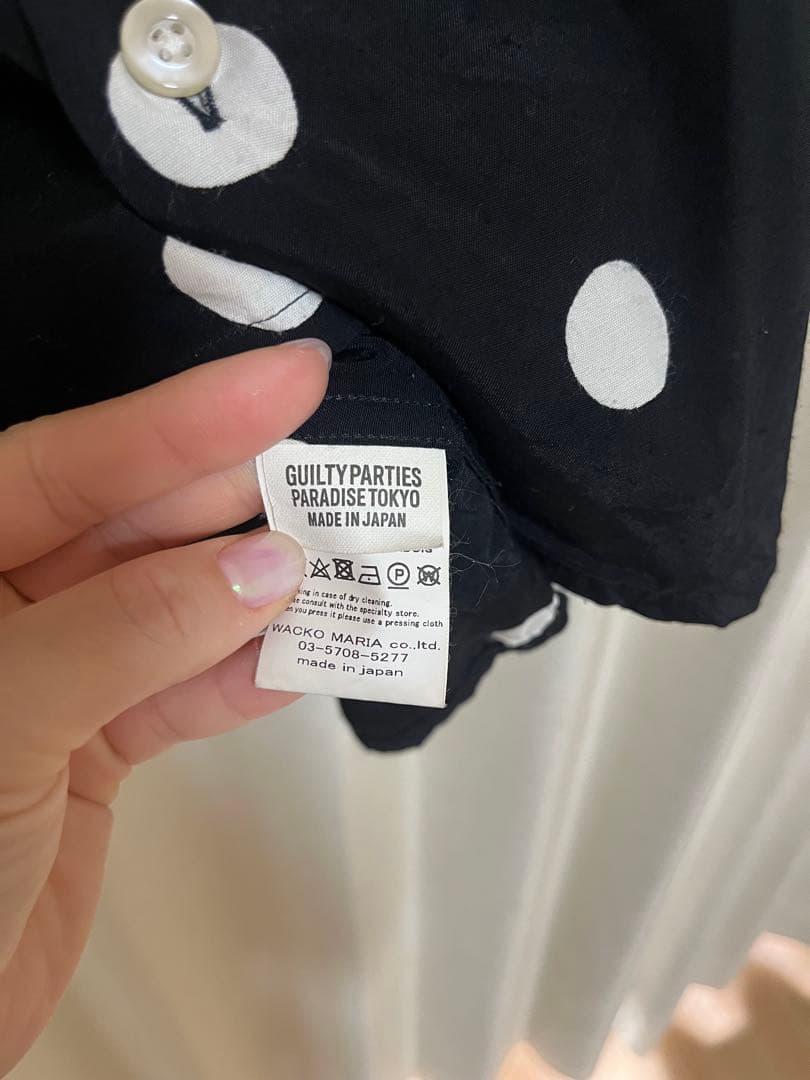 GUILTY PARTIES
PARADISE TOKYO
MADE IN JAPAN
P
W
in case of dry cleaning.
consult with the specialty store.
you press it please use a pressing cloth
WACKO MARIA co.,ltd.
03-5708-5277
made in japan